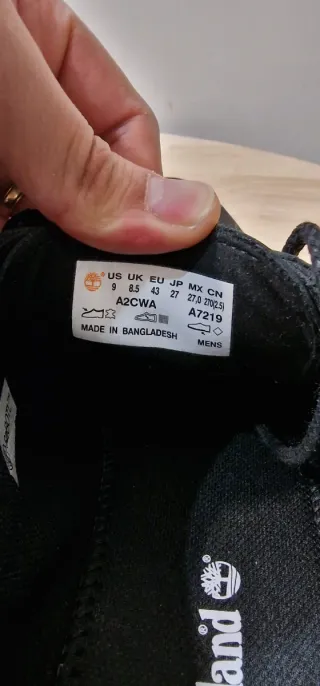 US UK EU JP MX CN
9 8.5 43 27 27,0 270(2.5)
A2CWA A7219
MADE IN BANGLADESH MENS
land